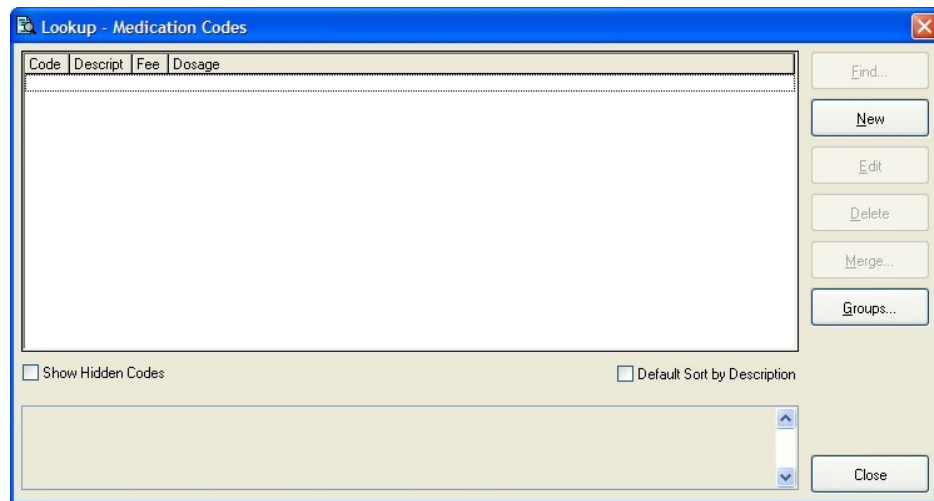 Lookup - Medication Codes
Code Descript Fee Dosage
Find...
New
Edit
Delete
Merge...
Groups...
Show Hidden Codes
Default Sort by Description
Close